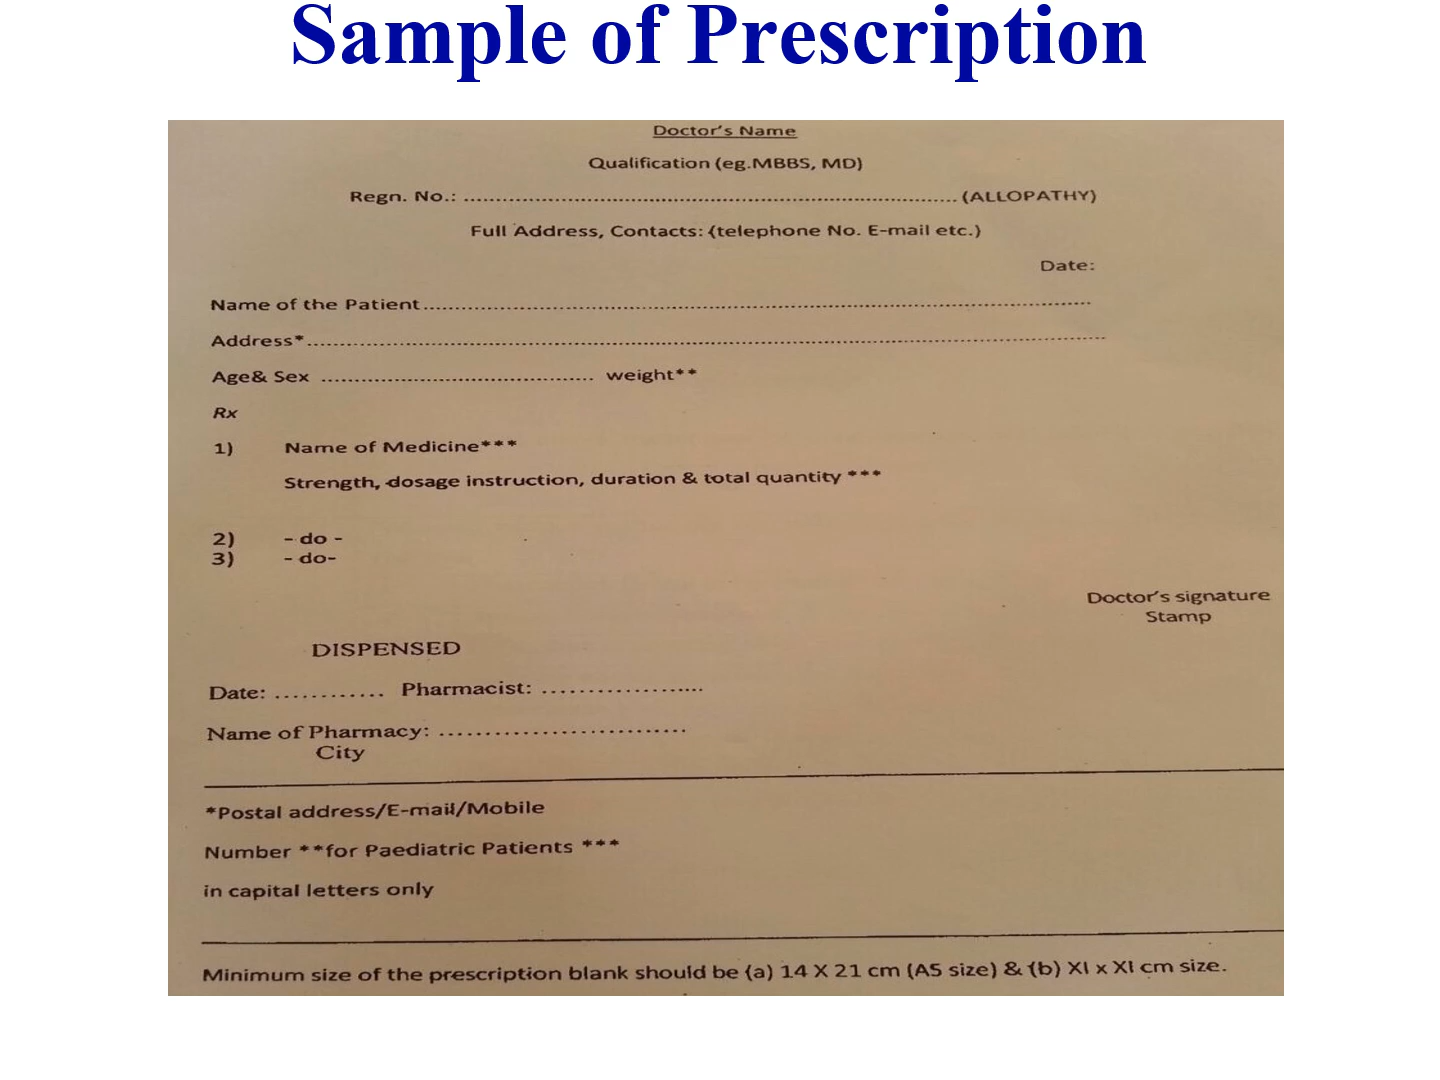 Sample of Prescription
Doctor's Name
Qualification (eg.MBBS, MD)
Regn. No.: ................................................................................ (ALLOPATHY)
Full Address, Contacts: (telephone No. E-mail etc.)
Date:
Name of the Patient..........................................................................................................
Address*...............................................................................................................................
Age& Sex ......................................... weight**
Rx
1) Name of Medicine***
Strength, dosage instruction, duration & total quantity ***
2) - do -
3) - do-
Doctor's signature
Stamp
DISPENSED
Date: ............ Pharmacist: .....................
Name of Pharmacy: ...........................
City
*Postal address/E-mail/Mobile
Number **for Paediatric Patients ***
in capital letters only
Minimum size of the prescription blank should be (a) 14 X 21 cm (A5 size) & (b) XI x XI cm size.